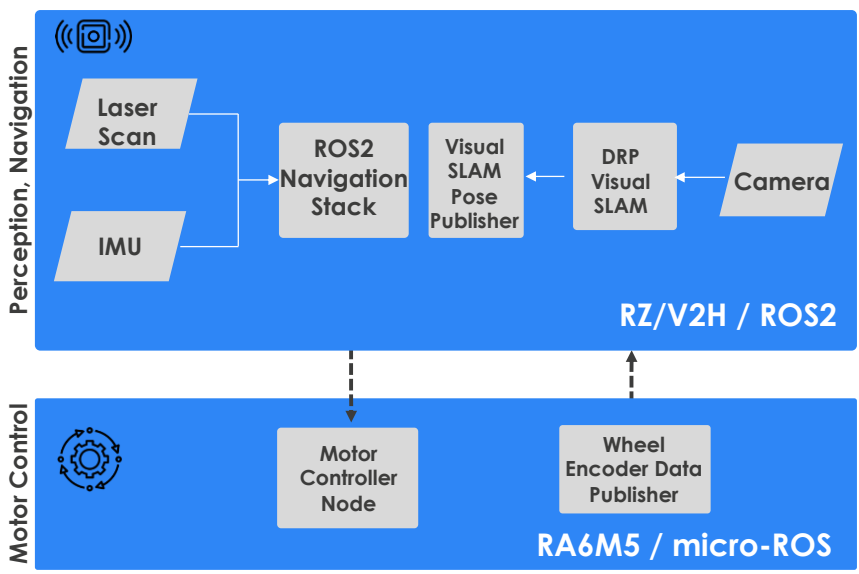 Perception, Navigation
Laser
Scan
IMU
ROS2
Navigation
Stack
Visual
SLAM
Pose
Publisher
DRP
Visual
SLAM
Camera
RZ/V2H / ROS2
Motor Control
Motor
Controller
Node
Wheel
Encoder Data
Publisher
RA6M5 / micro-ROS